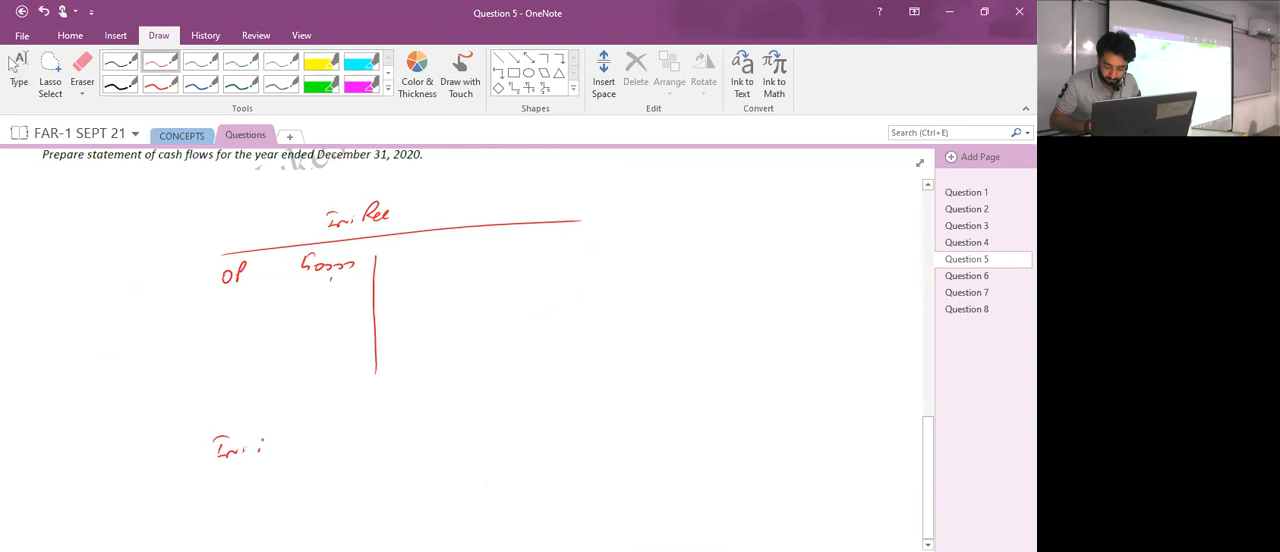 Question 5 - OneNote
File Home Insert Draw History Review View
Type Lasso Select Eraser Color & Thickness Draw with Touch Insert Space Delete Arrange Rotate Ink to Text Ink to Math
Tools Shapes Edit Convert
FAR-1 SEPT 21 CONCEPTS Questions Search (Ctrl+E)
Add Page
Prepare statement of cash flows for the year ended December 31, 2020.
Question 1
Question 2
Question 3
Question 4
Question 5
Question 6
Question 7
Question 8
Rec
OP